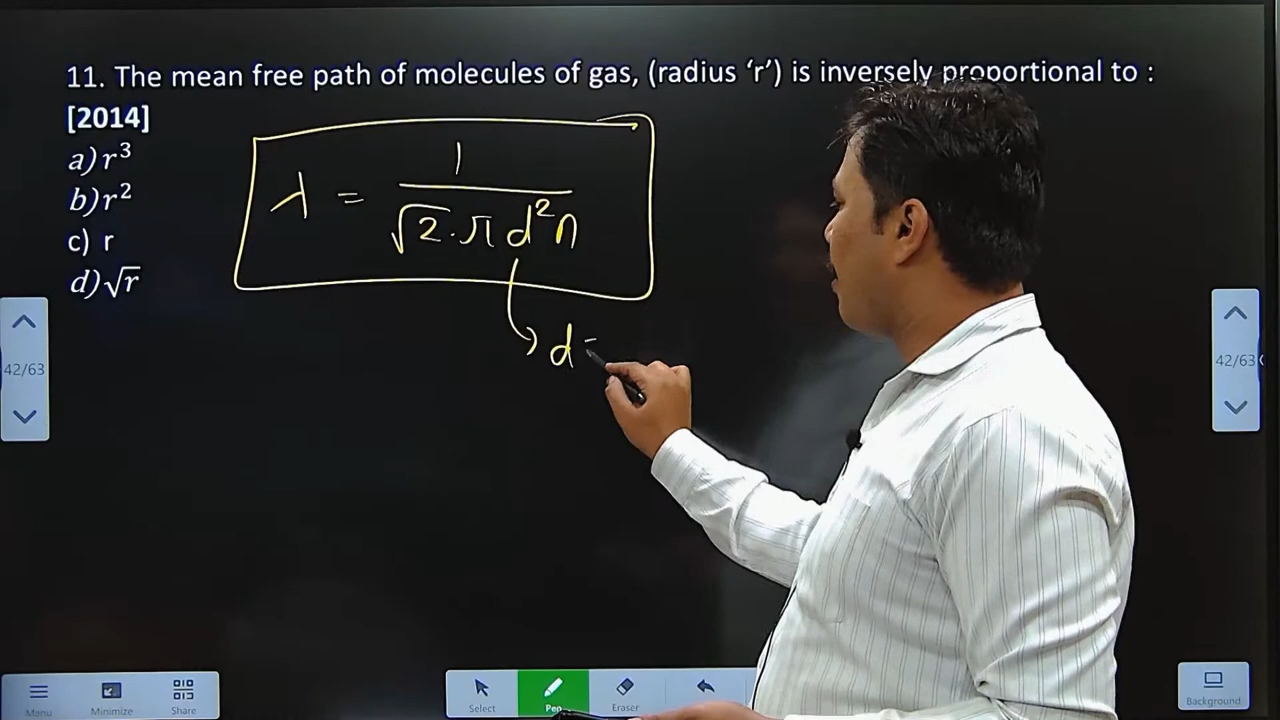 11. The mean free path of molecules of gas, (radius ‘r’) is inversely proportional to :
[2014]
a) r³
b) r²
c) r
d) √r
λ = 1 / √2 · π d² n
d =
42/63
42/63
Menu
Minimize
Share
Select
Pen
Eraser
Background